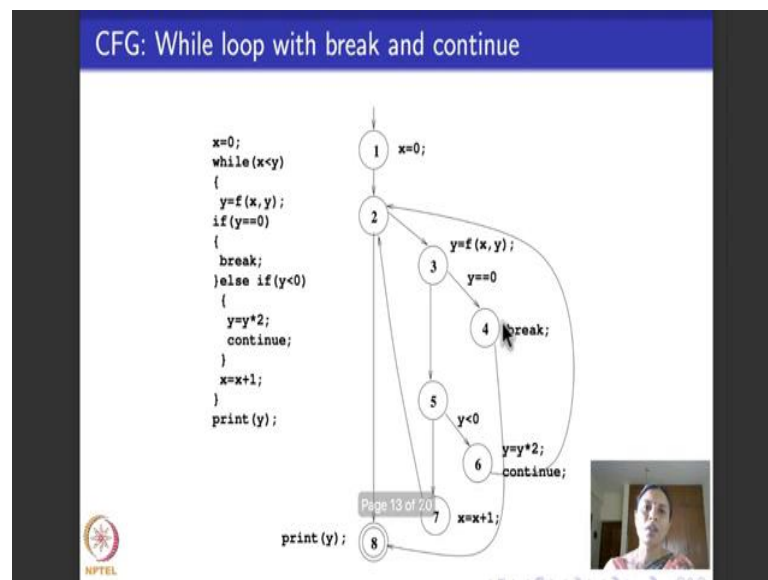 CFG: While loop with break and continue
x=0;
while(x<y)
{
y=f(x,y);
if(y==0)
{
break;
}else if(y<0)
{
y=y*2;
continue;
}
x=x+1;
}
print(y);
1 x=0;
2
y=f(x,y);
3
y==0
4 break;
5
y<0
6 y=y*2;
continue;
Page 13 of 20
7 x=x+1;
print(y); 8
NPTEL